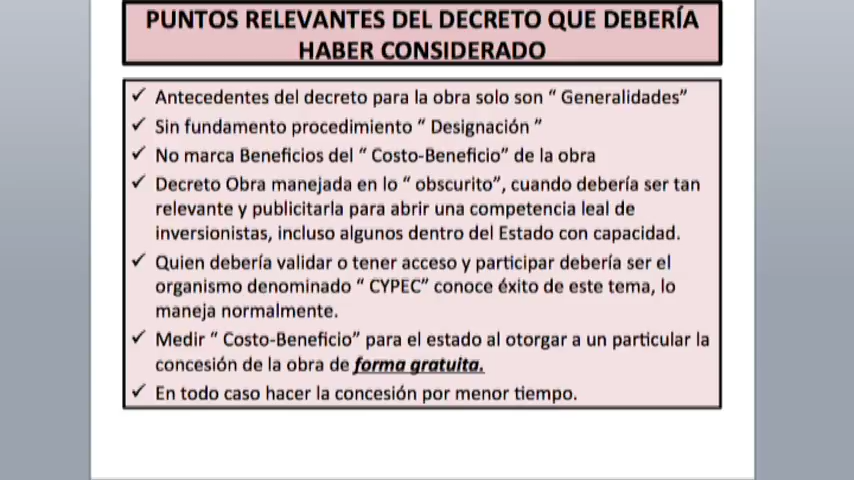 PUNTOS RELEVANTES DEL DECRETO QUE DEBERÍA
HABER CONSIDERADO
✓ Antecedentes del decreto para la obra solo son “ Generalidades”
✓ Sin fundamento procedimiento “ Designación ”
✓ No marca Beneficios del “ Costo-Beneficio” de la obra
✓ Decreto Obra manejada en lo “ obscurito”, cuando debería ser tan
relevante y publicitarla para abrir una competencia leal de
inversionistas, incluso algunos dentro del Estado con capacidad.
✓ Quien debería validar o tener acceso y participar debería ser el
organismo denominado “ CYPEC” conoce éxito de este tema, lo
maneja normalmente.
✓ Medir “ Costo-Beneficio” para el estado al otorgar a un particular la
concesión de la obra de forma gratuita.
✓ En todo caso hacer la concesión por menor tiempo.